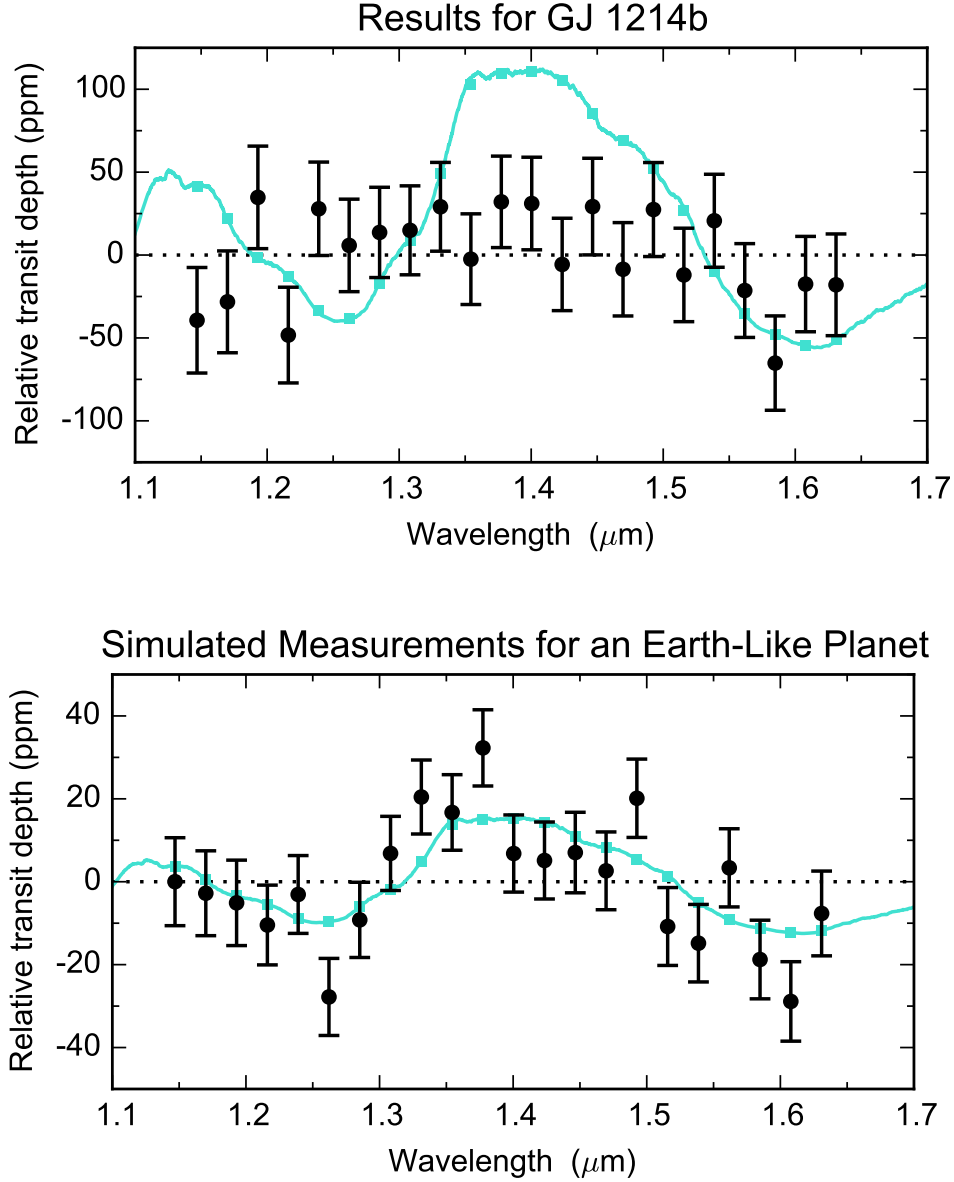 Results for GJ 1214b
Relative transit depth (ppm)
100
50
0
-50
-100
1.1 1.2 1.3 1.4 1.5 1.6 1.7
Wavelength (μm)
Simulated Measurements for an Earth-Like Planet
Relative transit depth (ppm)
40
20
0
-20
-40
1.1 1.2 1.3 1.4 1.5 1.6 1.7
Wavelength (μm)